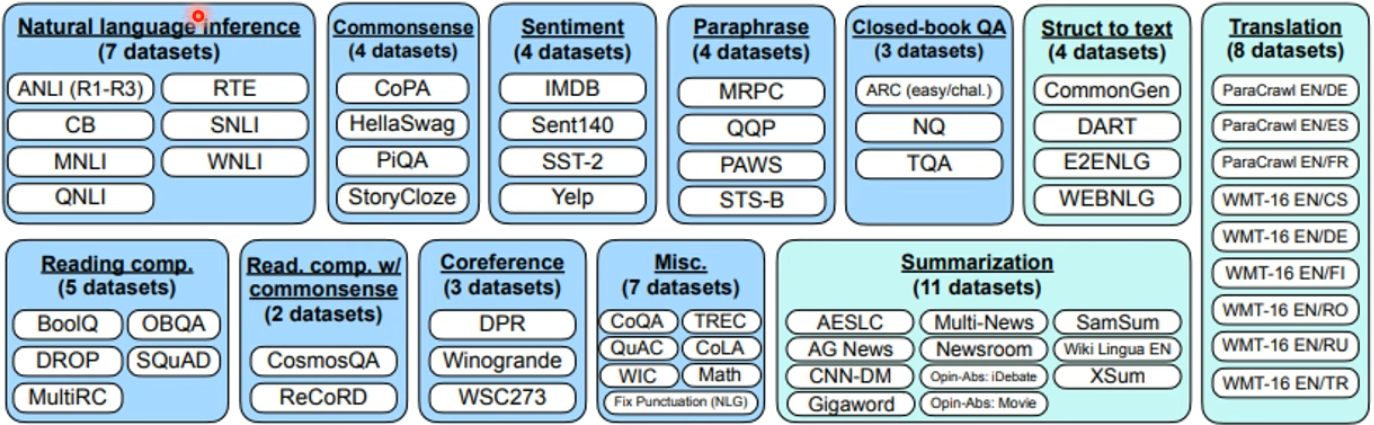 Natural language inference
(7 datasets)
ANLI (R1-R3)
RTE
CB
SNLI
MNLI
WNLI
QNLI
Commonsense
(4 datasets)
CoPA
HellaSwag
PiQA
StoryCloze
Sentiment
(4 datasets)
IMDB
Sent140
SST-2
Yelp
Paraphrase
(4 datasets)
MRPC
QQP
PAWS
STS-B
Closed-book QA
(3 datasets)
ARC (easy/chal.)
NQ
TQA
Struct to text
(4 datasets)
CommonGen
DART
E2ENLG
WEBNLG
Translation
(8 datasets)
ParaCrawl EN/DE
ParaCrawl EN/ES
ParaCrawl EN/FR
WMT-16 EN/CS
WMT-16 EN/DE
WMT-16 EN/FI
WMT-16 EN/RO
WMT-16 EN/RU
WMT-16 EN/TR
Reading comp.
(5 datasets)
BoolQ
OBQA
DROP
SQuAD
MultiRC
Read. comp. w/
commonsense
(2 datasets)
CosmosQA
ReCoRD
Coreference
(3 datasets)
DPR
Winogrande
WSC273
Misc.
(7 datasets)
CoQA
TREC
QuAC
CoLA
WIC
Math
Fix Punctuation (NLG)
Summarization
(11 datasets)
AESLC
Multi-News
SamSum
AG News
Newsroom
Wiki Lingua EN
CNN-DM
Opin-Abs: iDebate
XSum
Gigaword
Opin-Abs: Movie